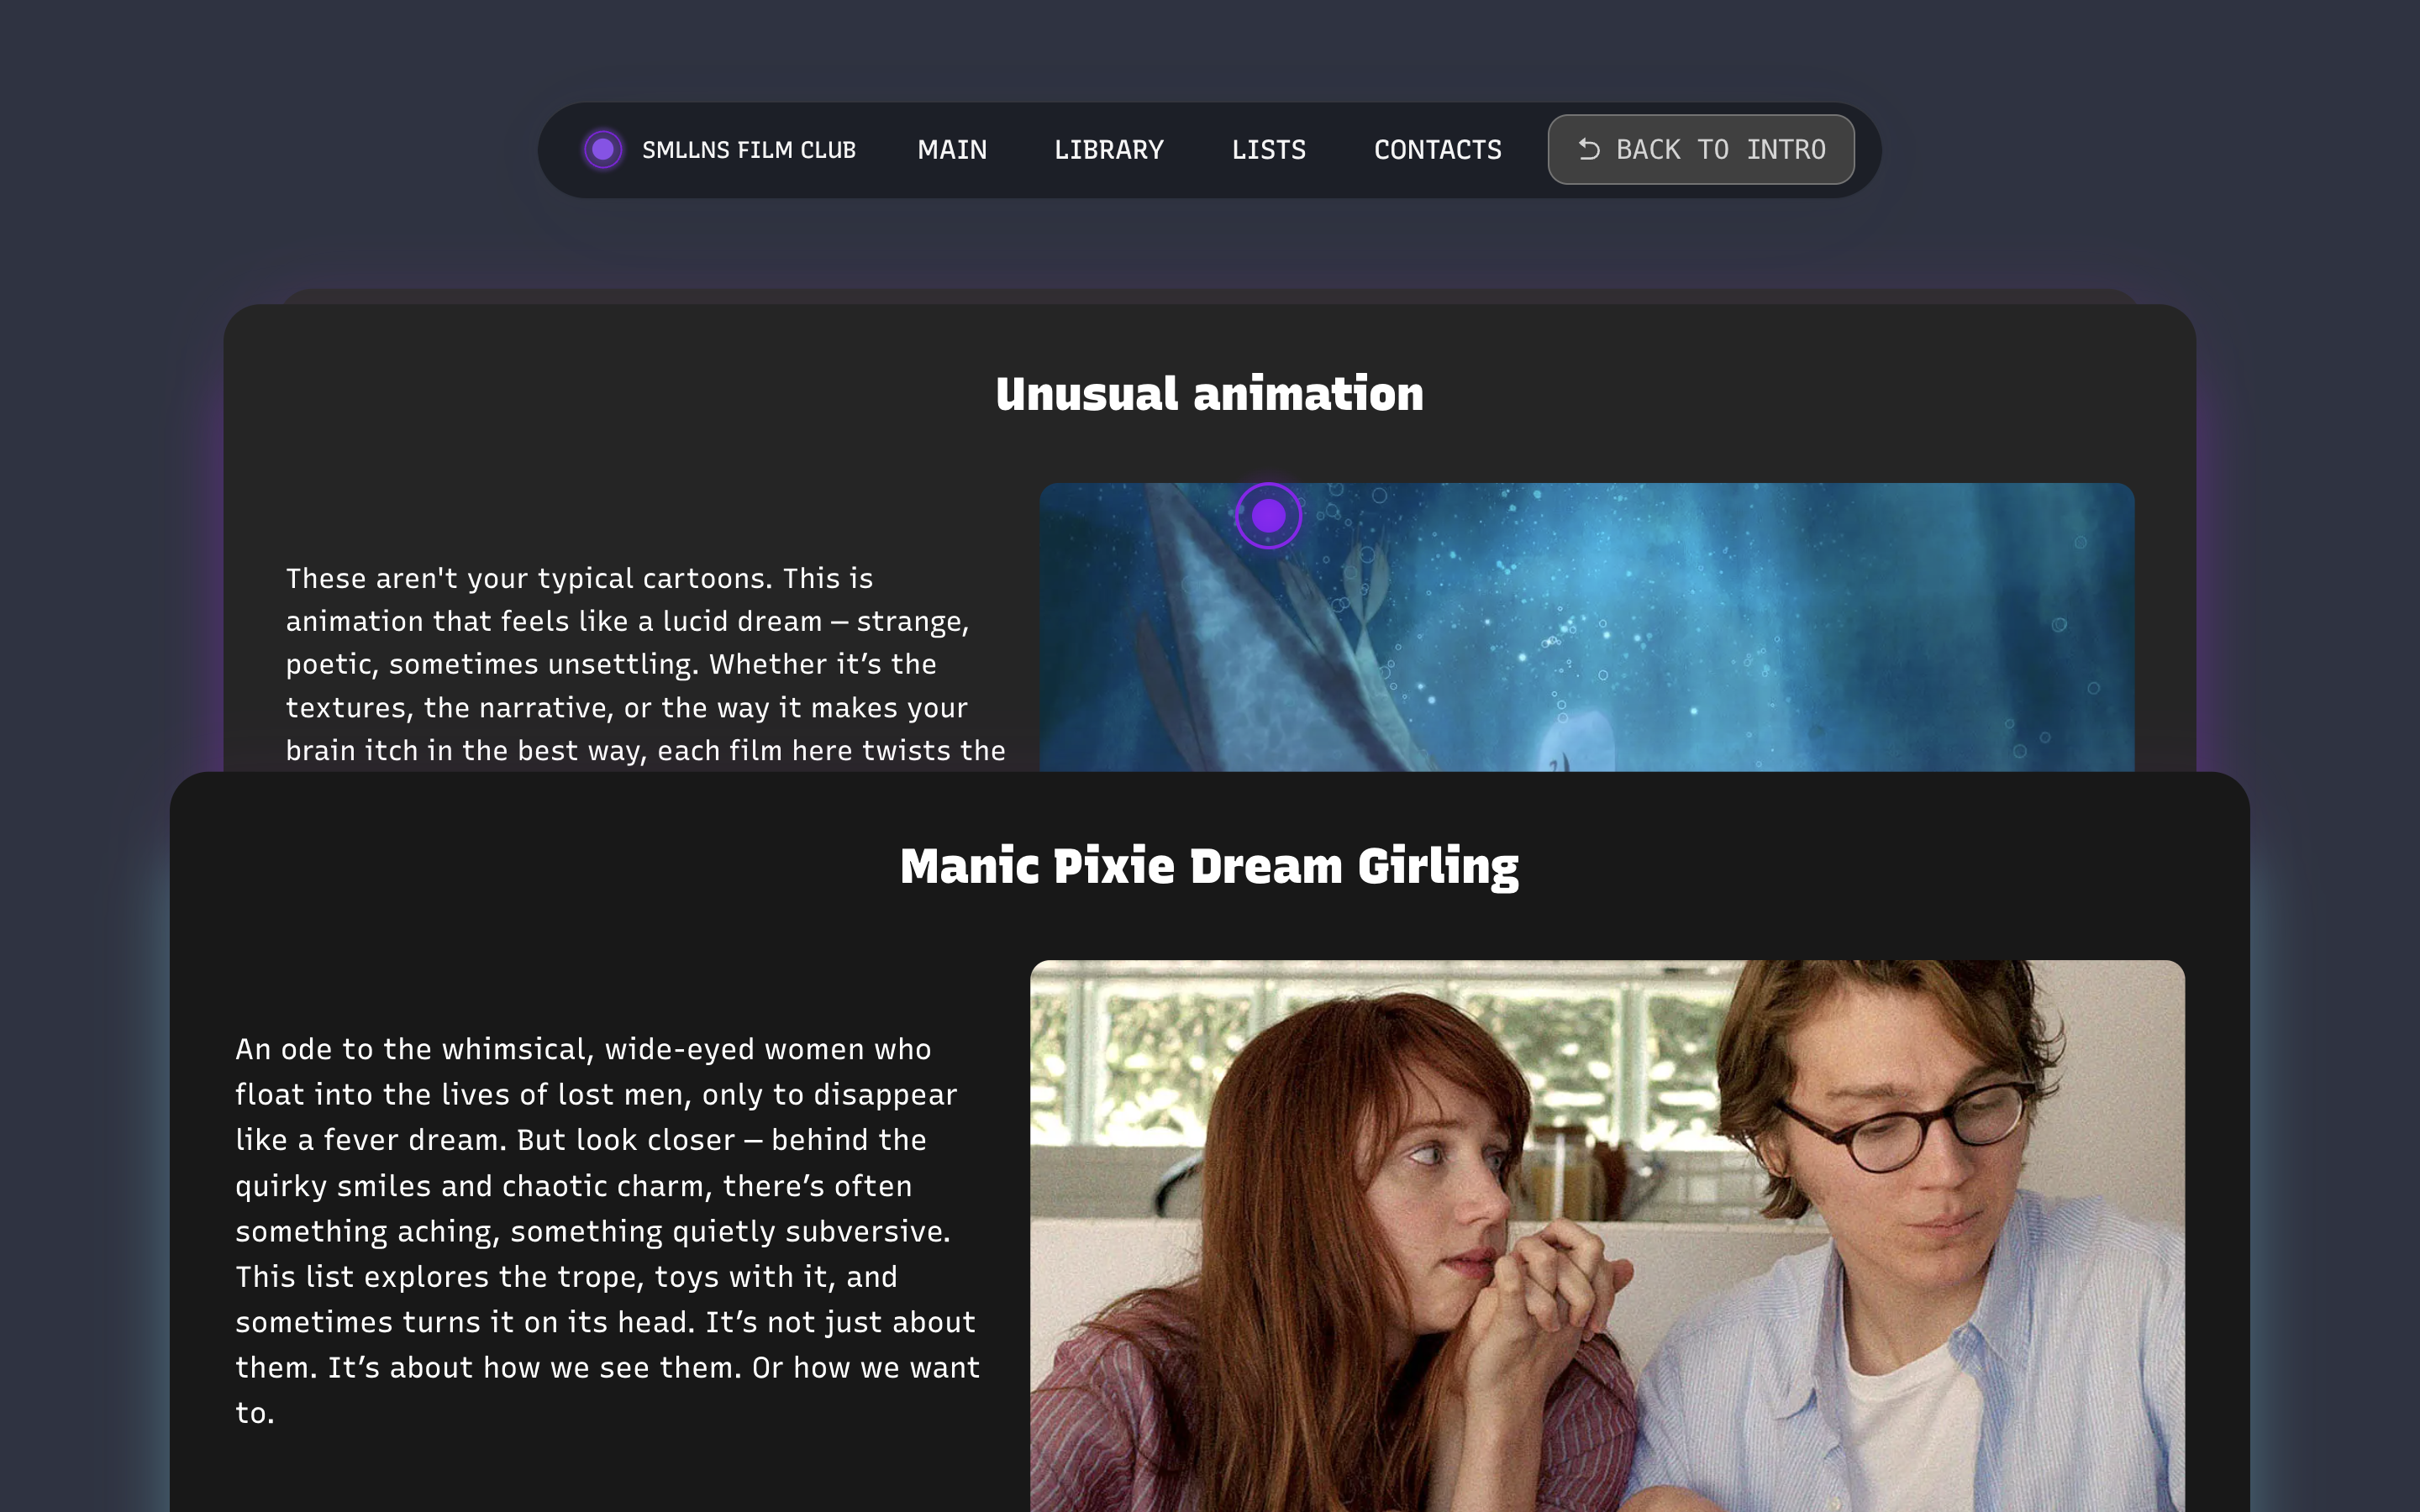 SMLLNS FILM CLUB MAIN LIBRARY LISTS CONTACTS BACK TO INTRO
Unusual animation
These aren't your typical cartoons. This is
animation that feels like a lucid dream — strange,
poetic, sometimes unsettling. Whether it’s the
textures, the narrative, or the way it makes your
brain itch in the best way, each film here twists the
Manic Pixie Dream Girling
An ode to the whimsical, wide-eyed women who
float into the lives of lost men, only to disappear
like a fever dream. But look closer — behind the
quirky smiles and chaotic charm, there’s often
something aching, something quietly subversive.
This list explores the trope, toys with it, and
sometimes turns it on its head. It’s not just about
them. It’s about how we see them. Or how we want
to.